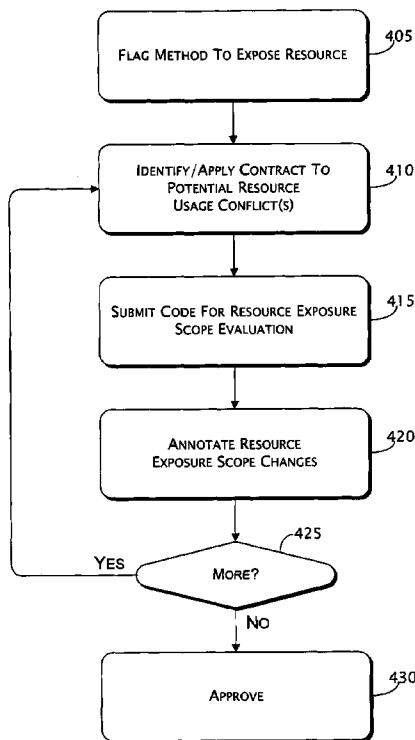 FLAG METHOD TO EXPOSE RESOURCE
405
IDENTIFY/APPLY CONTRACT TO
POTENTIAL RESOURCE
USAGE CONFLICT(S)
410
SUBMIT CODE FOR RESOURCE EXPOSURE
SCOPE EVALUATION
415
ANNOTATE RESOURCE
EXPOSURE SCOPE CHANGES
420
425
YES
MORE?
NO
APPROVE
430